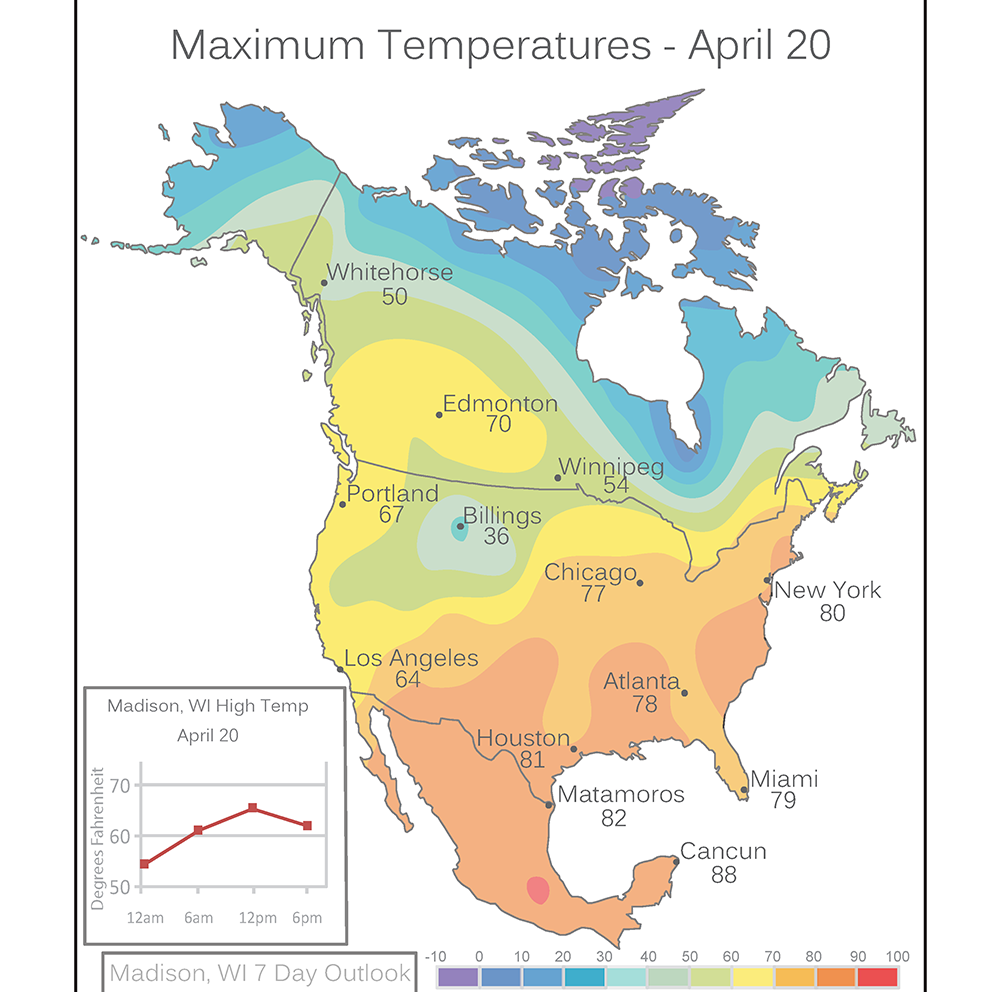 Maximum Temperatures - April 20
Whitehorse
50
Edmonton
70
Winnipeg
54
Portland
67
Billings
36
Chicago
77
New York
80
Los Angeles
64
Atlanta
78
Houston
81
Miami
79
Matamoros
82
Cancun
88
Madison, WI High Temp
April 20
Degrees Fahrenheit
70
60
50
12am 6am 12pm 6pm
Madison, WI 7 Day Outlook
-10 0 10 20 30 40 50 60 70 80 90 100